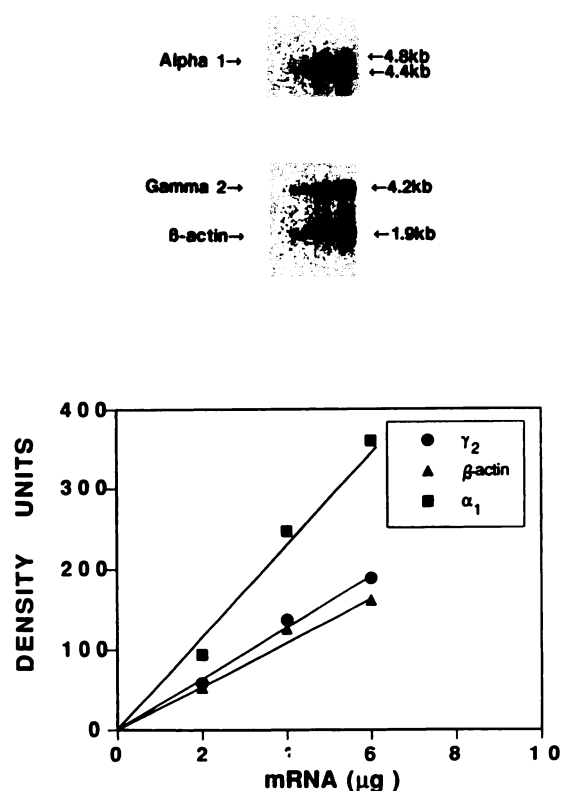 Alpha 1→ ←4.8kb
←4.4kb
Gamma 2→ ←4.2kb
ß-actin→ ←1.9kb
400
300
200
100
0
DENSITY UNITS
γ2
β-actin
α1
0 2 6 8 10
mRNA (µg )